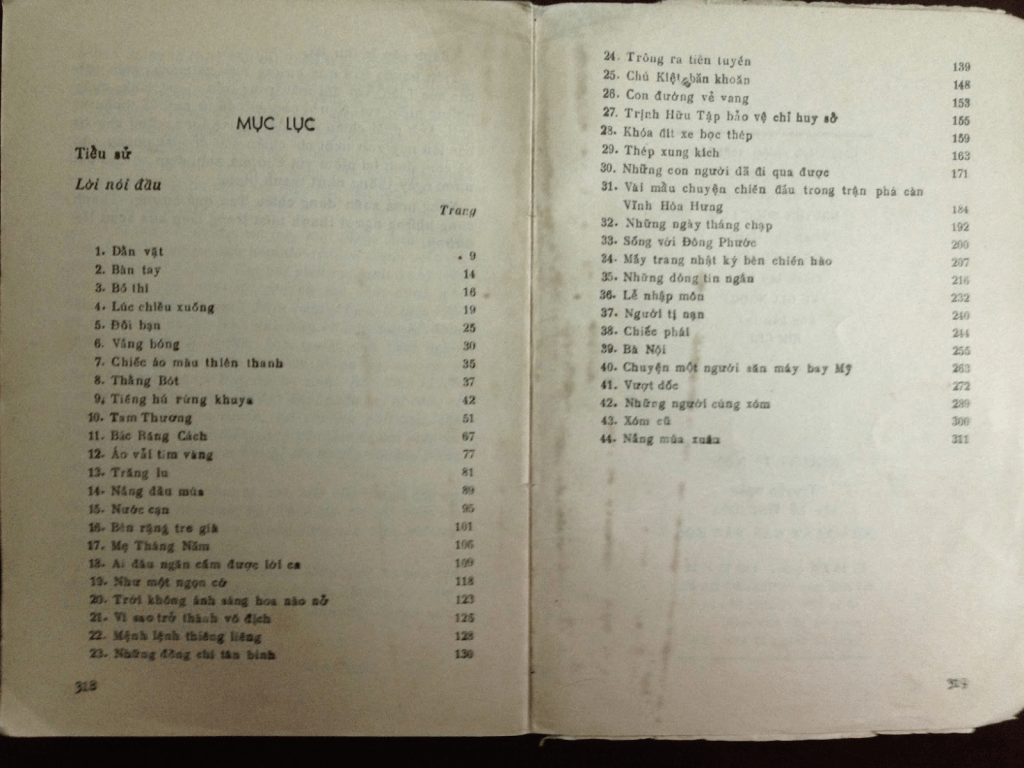 MỤC LỤC
Tiểu sử
Lời nói đầu
Trang
1. Dằn vặt 9
2. Bàn tay 14
3. Bố thí 16
4. Lúc chiều xuống 19
5. Đôi bạn 25
6. Vắng bóng 30
7. Chiếc áo màu thiên thanh 35
8. Thằng Bót 37
9. Tiếng hú rừng khuya 42
10. Tam Thương 51
11. Bác Răng Cách 67
12. Áo vải tim vàng 77
13. Trăng lu 81
14. Nắng đầu mùa 89
15. Nước cạn 95
16. Bên rặng tre già 101
17. Mẹ Tháng Năm 106
18. Ai đâu ngăn cấm được lời ca 109
19. Như một ngọn cờ 118
20. Trời không ánh sáng hoa nào nở 123
21. Vì sao trở thành vô địch 125
22. Mệnh lệnh thiêng liêng 128
23. Những đồng chí tân binh 130
318
24. Trông ra tiền tuyến 139
25. Chú Kiệt băn khoăn 148
26. Con đường vẻ vang 153
27. Trịnh Hữu Tập bảo vệ chỉ huy sở 155
28. Khóa đít xe bọc thép 159
29. Thép xung kích 163
30. Những con người đã đi qua được 171
31. Vài mẩu chuyện chiến đấu trong trận phá càn
Vĩnh Hòa Hưng 184
32. Những ngày tháng chạp 192
33. Sống với Đông Phước 200
34. Mấy trang nhật ký bên chiến hào 207
35. Những dòng tin ngắn 216
36. Lễ nhập môn 232
37. Người tị nạn 240
38. Chiếc phái 244
39. Bà Nội 255
40. Chuyện một người săn máy bay Mỹ 263
41. Vượt dốc 272
42. Những người cùng xóm 289
43. Xóm cũ 300
44. Nắng mùa xuân 311
319